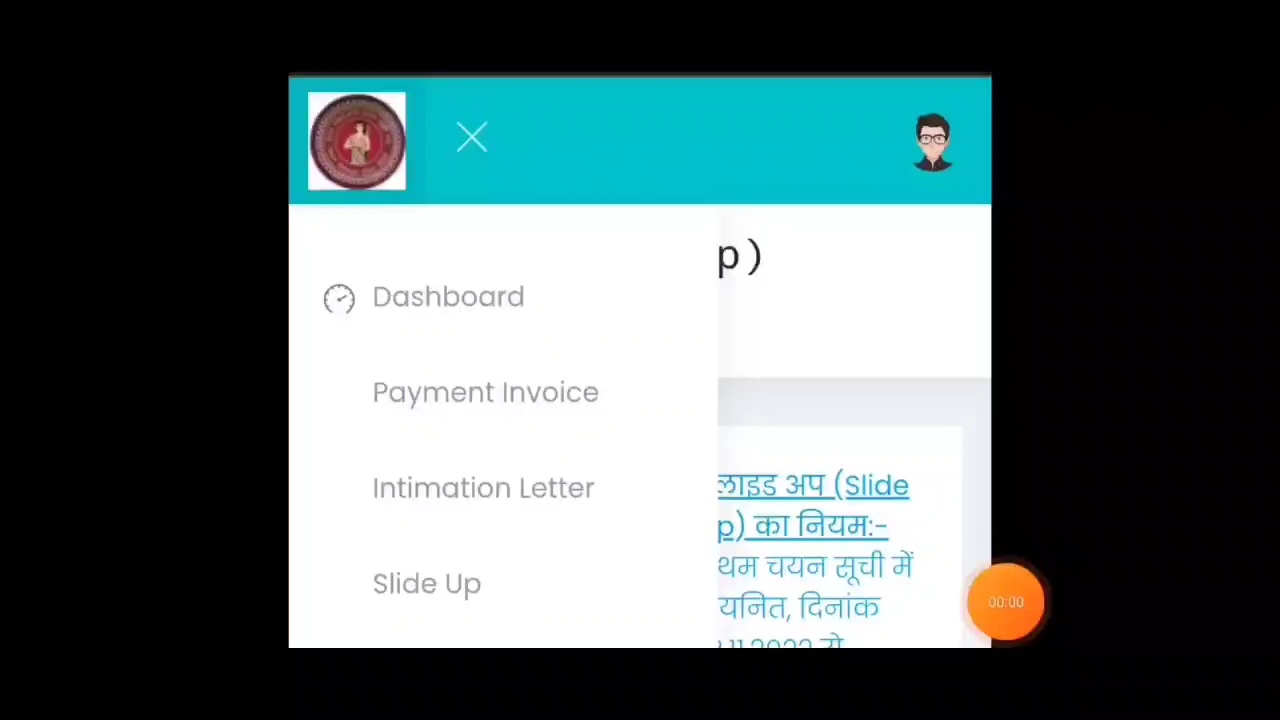 p )
Dashboard
Payment Invoice
Intimation Letter
Slide Up
लाइड अप (Slide
p) का नियम:-
थम चयन सूची में
यनित, दिनांक
00:00